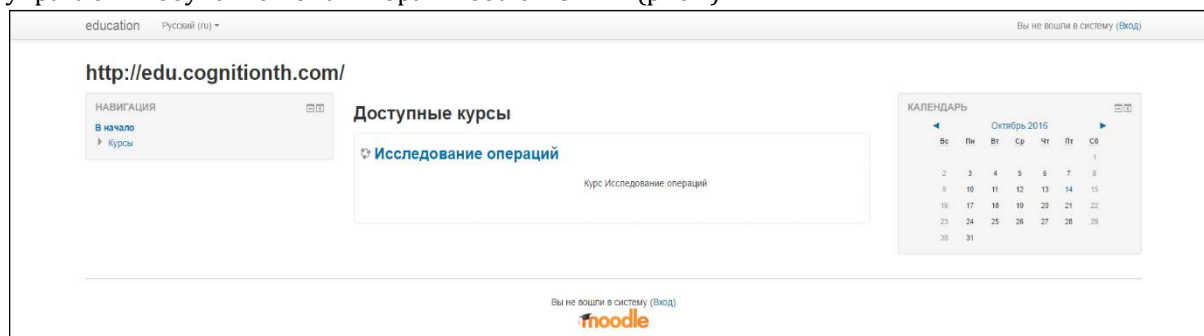 education Русский (ru)
Вы не вошли в систему (Вход)
http://edu.cognitionth.com/
НАВИГАЦИЯ
В начало
Курсы
Доступные курсы
Исследование операций
Курс Исследование операций
КАЛЕНДАРЬ
Октябрь 2016
Вс Пн Вт Ср Чт Пт Сб
1
2 3 4 5 6 7 8
9 10 11 12 13 14 15
16 17 18 19 20 21 22
23 24 25 26 27 28 29
30 31
Вы не вошли в систему (Вход)
moodle